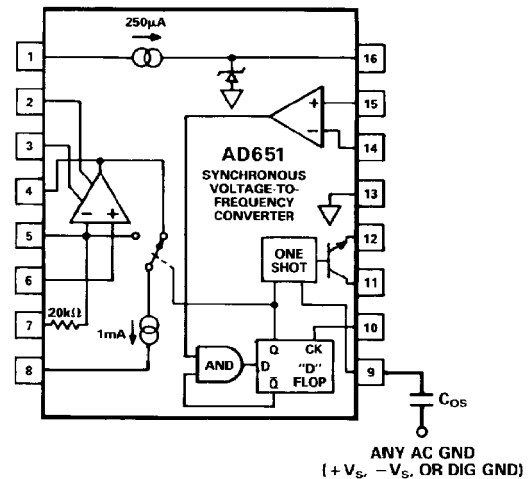 250µA
1
16
2
15
3
14
4
13
5
12
6
11
7
10
8
9
+
−
AD651
SYNCHRONOUS
VOLTAGE-TO-
FREQUENCY
CONVERTER
− +
ONE
SHOT
20kΩ
1mA
AND
Q CK
D "D"
FLOP
Q̅
COS
ANY AC GND
(+VS, −VS, OR DIG GND)